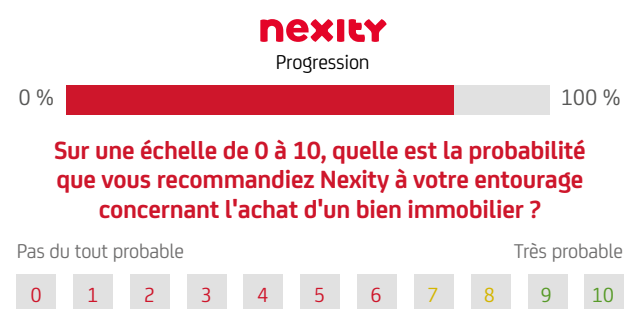 nexity
Progression
0 % 100 %
Sur une échelle de 0 à 10, quelle est la probabilité
que vous recommandiez Nexity à votre entourage
concernant l'achat d'un bien immobilier ?
Pas du tout probable Très probable
0 1 2 3 4 5 6 7 8 9 10